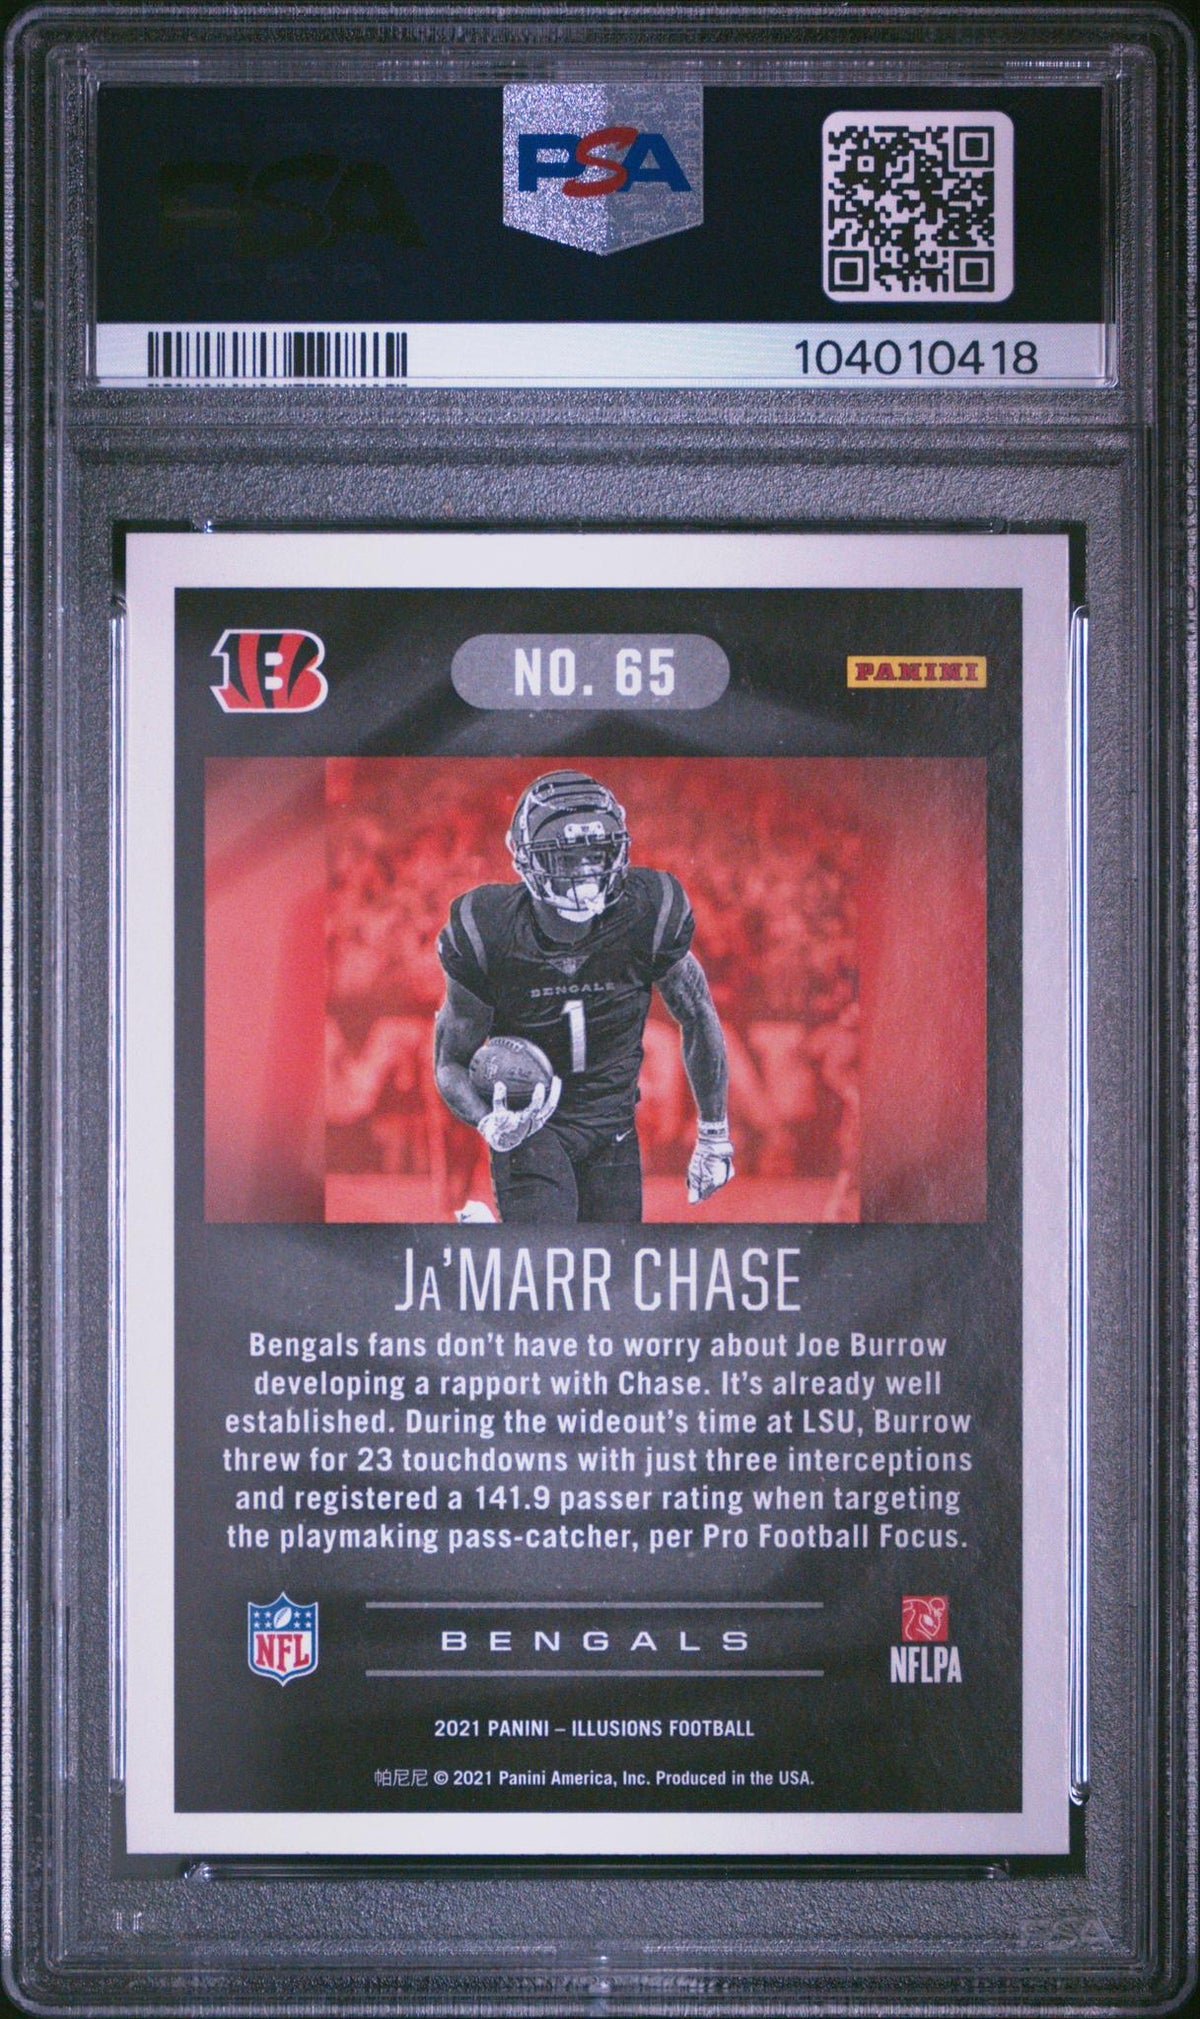 PSA
104010418
B
NO. 65
PANINI
BENGALS
1
JA'MARR CHASE
Bengals fans don't have to worry about Joe Burrow
developing a rapport with Chase. It's already well
established. During the wideout's time at LSU, Burrow
threw for 23 touchdowns with just three interceptions
and registered a 141.9 passer rating when targeting
the playmaking pass-catcher, per Pro Football Focus.
NFL
BENGALS
NFLPA
2021 PANINI – ILLUSIONS FOOTBALL
帕尼尼 © 2021 Panini America, Inc. Produced in the USA.
PSA